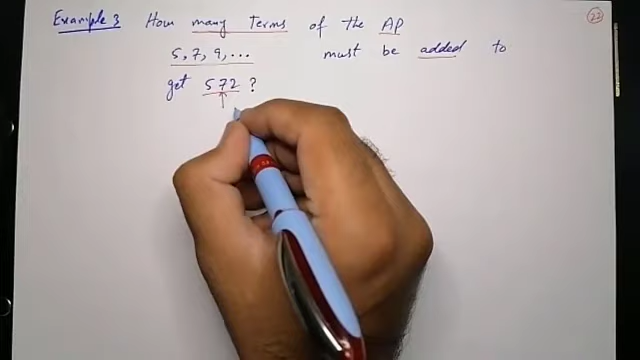 Example 3 How many Terms of the AP
5, 7, 9, ... must be added to
get 572 ?
22